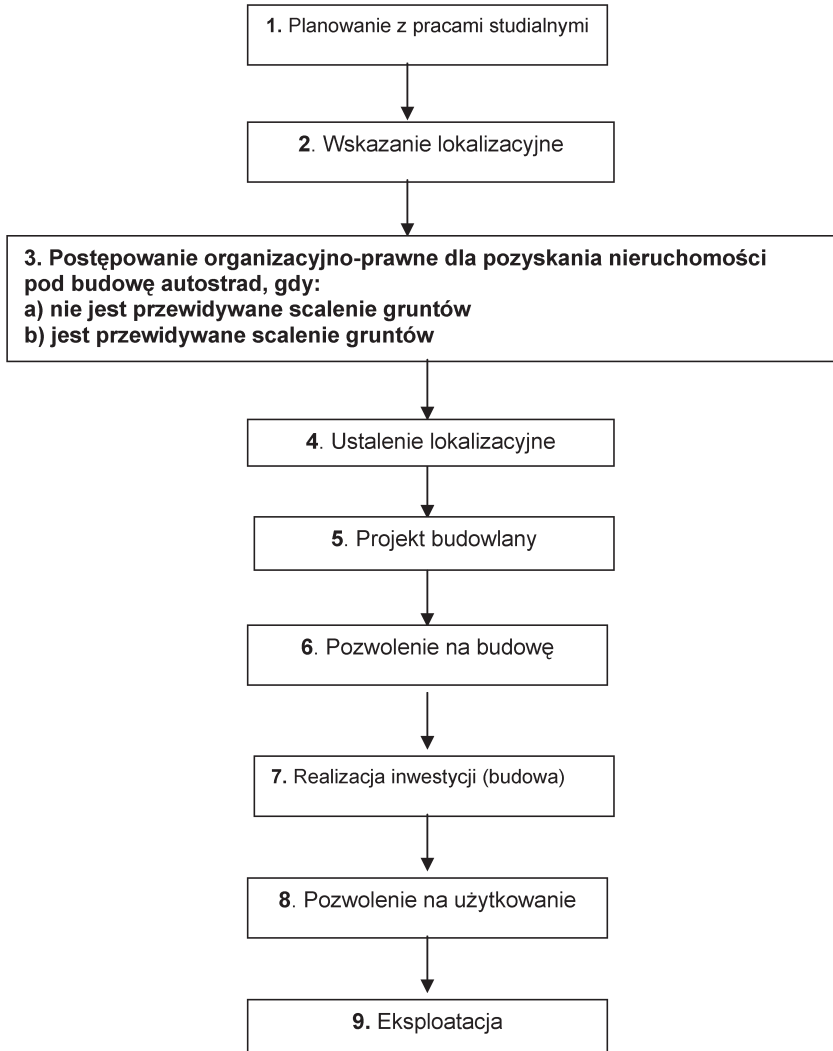 1. Planowanie z pracami studialnymi
2. Wskazanie lokalizacyjne
3. Postępowanie organizacyjno-prawne dla pozyskania nieruchomości
pod budowę autostrad, gdy:
a) nie jest przewidywane scalenie gruntów
b) jest przewidywane scalenie gruntów
4. Ustalenie lokalizacyjne
5. Projekt budowlany
6. Pozwolenie na budowę
7. Realizacja inwestycji (budowa)
8. Pozwolenie na użytkowanie
9. Eksploatacja